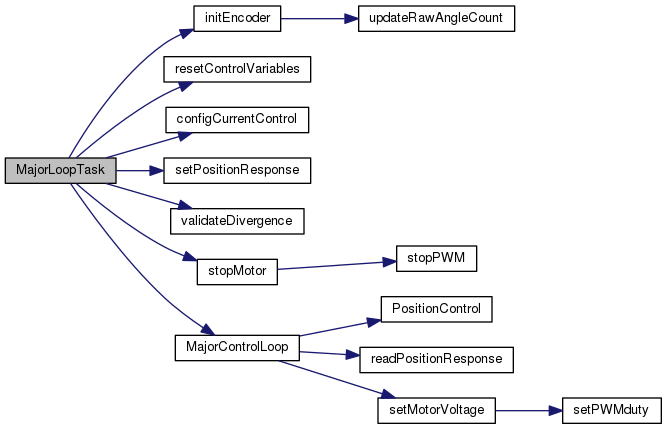 initEncoder
updateRawAngleCount
resetControlVariables
configCurrentControl
MajorLoopTask
setPositionResponse
validateDivergence
stopMotor
stopPWM
PositionControl
MajorControlLoop
readPositionResponse
setMotorVoltage
setPWMduty